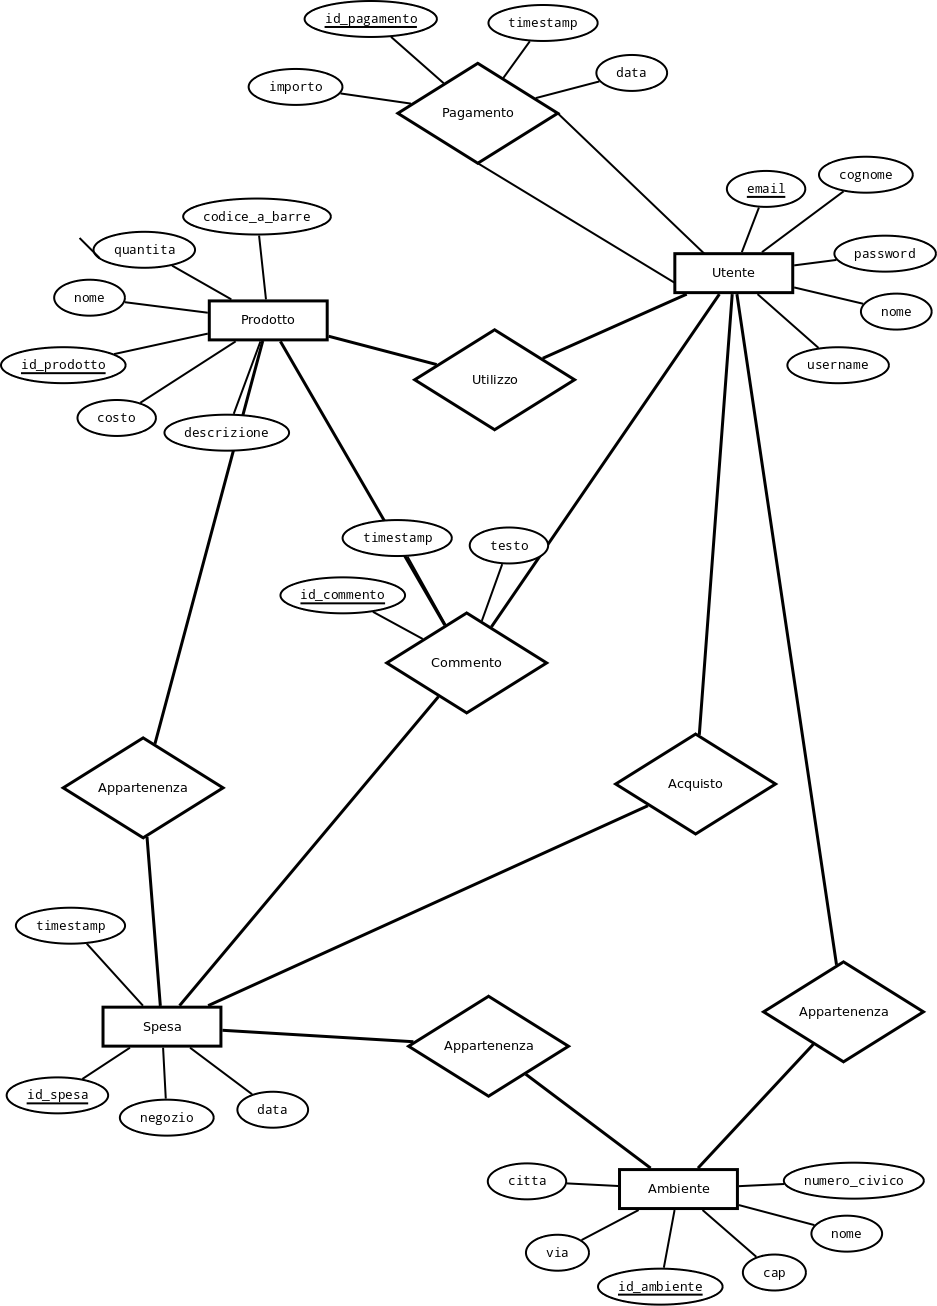 id_pagamento
timestamp
data
importo
Pagamento
cognome
email
codice_a_barre
quantita
password
Utente
nome
nome
Prodotto
username
id_prodotto
Utilizzo
costo
descrizione
timestamp
testo
id_commento
Commento
Appartenenza
Acquisto
timestamp
Appartenenza
Spesa
Appartenenza
id_spesa
negozio
data
citta
numero_civico
Ambiente
nome
via
cap
id_ambiente